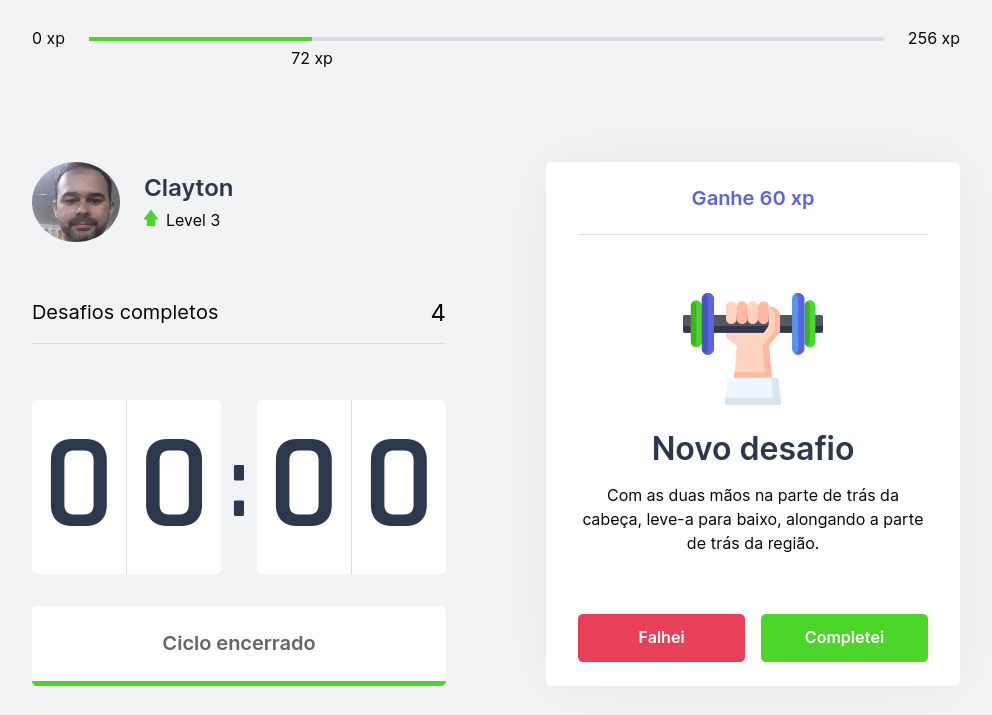 0 xp
256 xp
72 xp
Clayton
Level 3
Desafios completos
4
00:00
Ciclo encerrado
Ganhe 60 xp
Novo desafio
Com as duas mãos na parte de trás da
cabeça, leve-a para baixo, alongando a parte
de trás da região.
Falhei
Completei